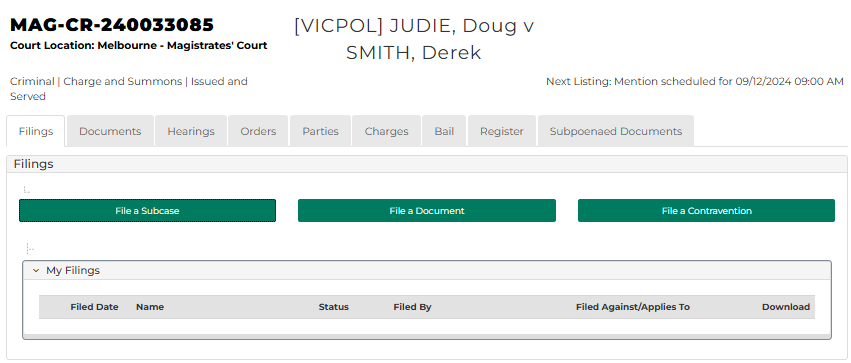 MAG-CR-240033085
Court Location: Melbourne - Magistrates' Court
[VICPOL] JUDIE, Doug v
SMITH, Derek
Criminal | Charge and Summons | Issued and
Served
Next Listing: Mention scheduled for 09/12/2024 09:00 AM
Filings Documents Hearings Orders Parties Charges Bail Register Subpoenaed Documents
Filings
File a Subcase File a Document File a Contravention
My Filings
Filed Date Name Status Filed By Filed Against/Applies To Download